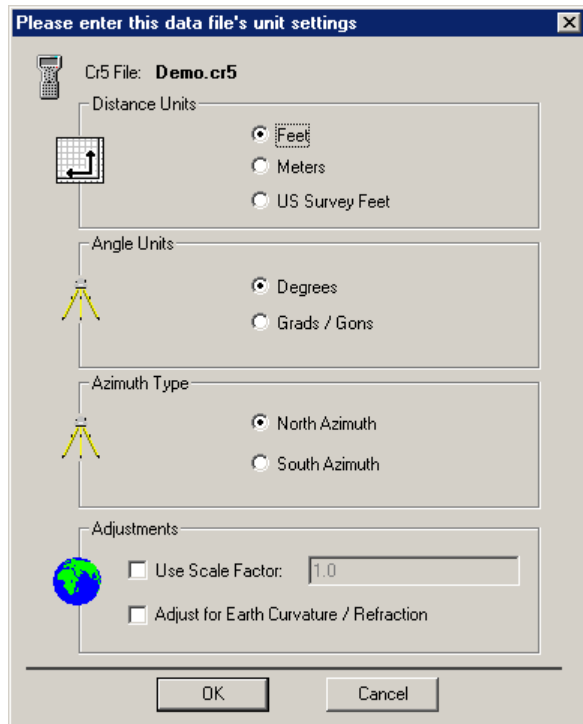 Please enter this data file's unit settings
Cr5 File: Demo.cr5
Distance Units
Feet
Meters
US Survey Feet
Angle Units
Degrees
Grads / Gons
Azimuth Type
North Azimuth
South Azimuth
Adjustments
Use Scale Factor: 1.0
Adjust for Earth Curvature / Refraction
OK Cancel